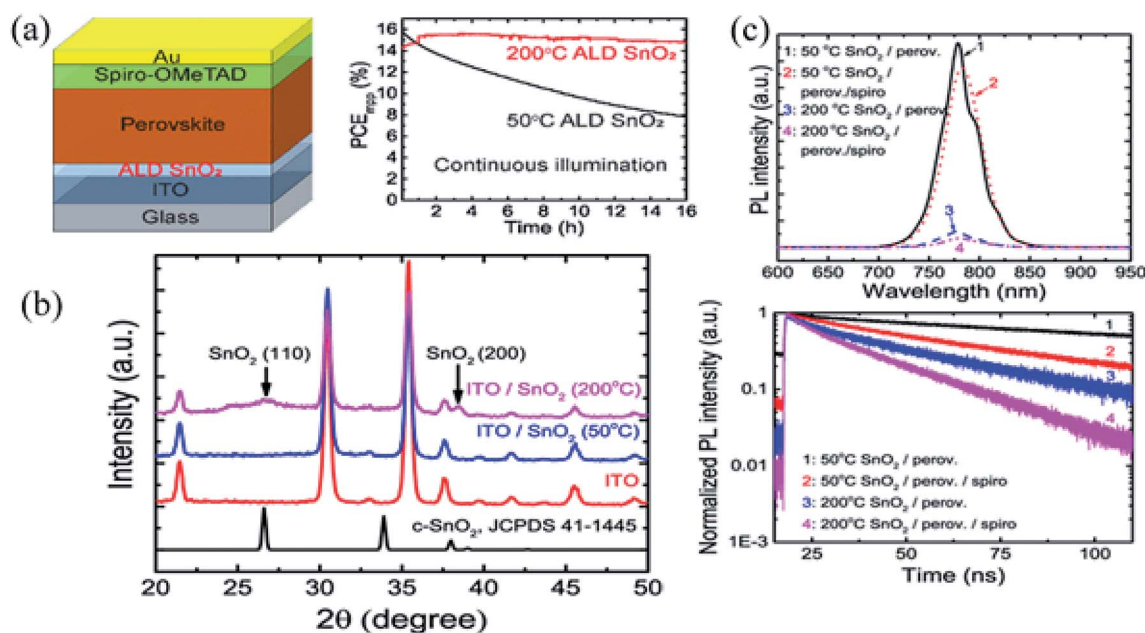 (a)
Au
Spiro-OMeTAD
Perovskite
ALD SnO₂
ITO
Glass
PCEmpp (%)
16
14
12
10
8
6
4
2
0
200°C ALD SnO₂
50°C ALD SnO₂
Continuous illumination
2 4 6 8 10 12 14 16
Time (h)
(b)
Intensity (a.u.)
SnO₂ (110)
SnO₂ (200)
ITO / SnO₂ (200°C)
ITO / SnO₂ (50°C)
ITO
c-SnO₂, JCPDS 41-1445
20 25 30 35 40 45 50
2θ (degree)
(c)
PL intensity (a.u.)
1: 50 °C SnO₂ / perov.
2: 50 °C SnO₂ /
perov./spiro
3: 200 °C SnO₂ / perov.
4: 200 °C SnO₂ /
perov./spiro
1
2
3
4
600 650 700 750 800 850 900 950
Wavelength (nm)
Normalized PL intensity (a.u.)
1
0.1
0.01
1E-3
1
2
3
4
1: 50°C SnO₂ / perov.
2: 50°C SnO₂ / perov. / spiro
3: 200°C SnO₂ / perov.
4: 200°C SnO₂ / perov. / spiro
25 50 75 100
Time (ns)